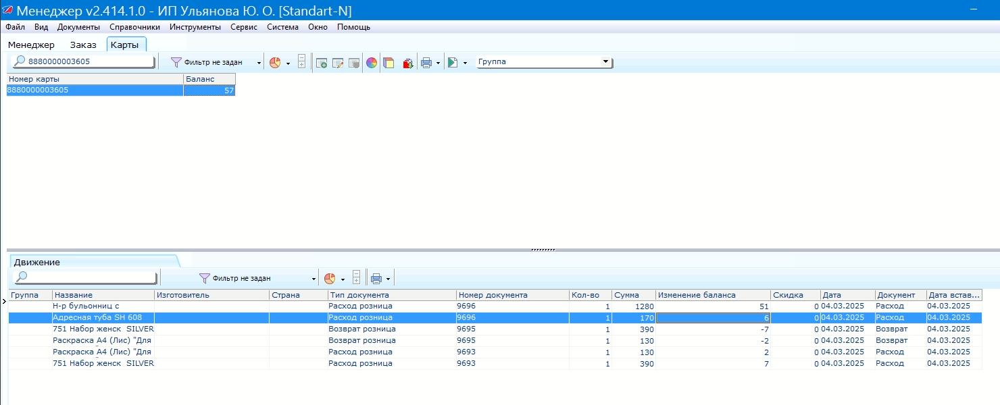 Менеджер v2.414.1.0 - ИП Ульянова Ю. О. [Standart-N]
Файл Вид Документы Справочники Инструменты Сервис Система Окно Помощь
Менеджер Заказ Карты
8880000003605 Фильтр не задан Группа
Номер карты Баланс
8880000003605 57
Движение
Фильтр не задан
Группа Название Изготовитель Страна Тип документа Номер документа Кол-во Сумма Изменение баланса Скидка Дата Документ Дата встав...
Н-р бульонниц с Расход розница 9696 1 1280 51 0 04.03.2025 Расход 04.03.2025
Адресная туба SH 608 Расход розница 9696 1 170 6 0 04.03.2025 Расход 04.03.2025
751 Набор женск SILVER Возврат розница 9695 1 390 -7 0 04.03.2025 Возврат 04.03.2025
Раскраска А4 (Лис) "Для Возврат розница 9695 1 130 -2 0 04.03.2025 Возврат 04.03.2025
Раскраска А4 (Лис) "Для Расход розница 9693 1 130 2 0 04.03.2025 Расход 04.03.2025
751 Набор женск SILVER Расход розница 9693 1 390 7 0 04.03.2025 Расход 04.03.2025